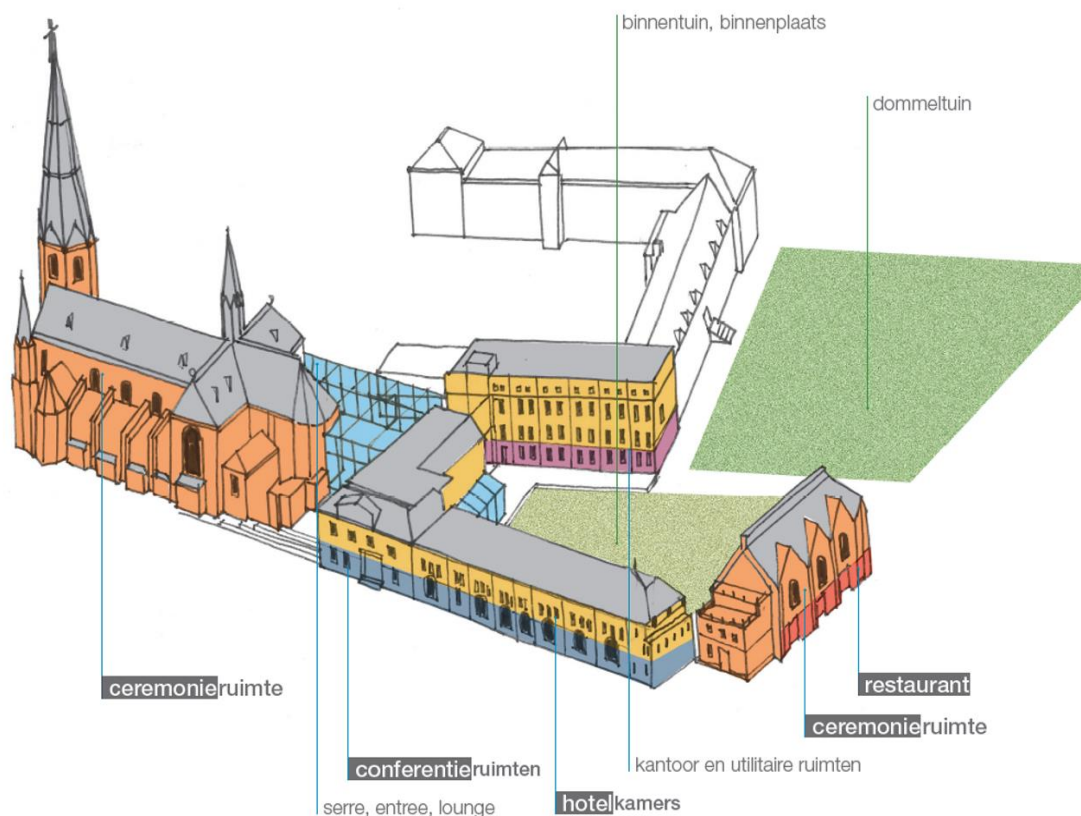 binnentuin, binnenplaats
dommeltuin
ceremonieruimte
restaurant
ceremonieruimte
conferentieruimten
kantoor en utilitaire ruimten
serre, entree, lounge
hotelkamers